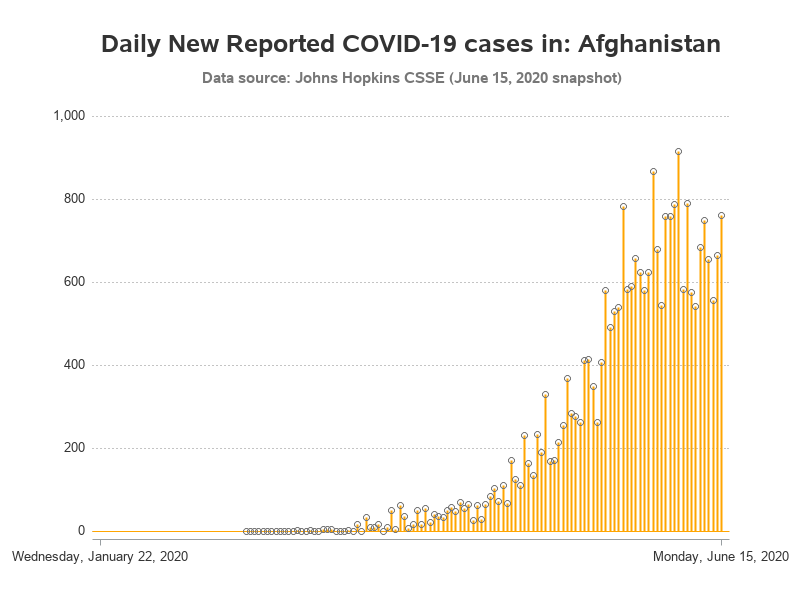 Daily New Reported COVID-19 cases in: Afghanistan
Data source: Johns Hopkins CSSE (June 15, 2020 snapshot)
1,000
800
600
400
200
0
Wednesday, January 22, 2020
Monday, June 15, 2020